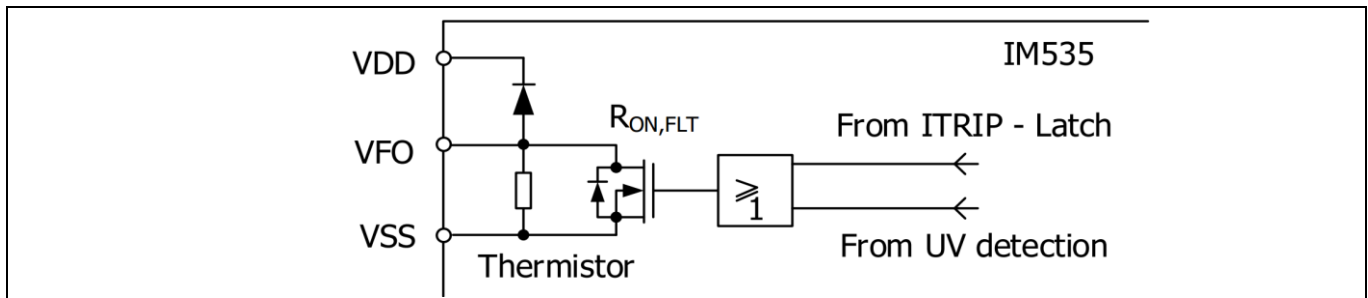 IM535
VDD
R_ON,FLT
From ITRIP - Latch
VFO
≥1
VSS
From UV detection
Thermistor